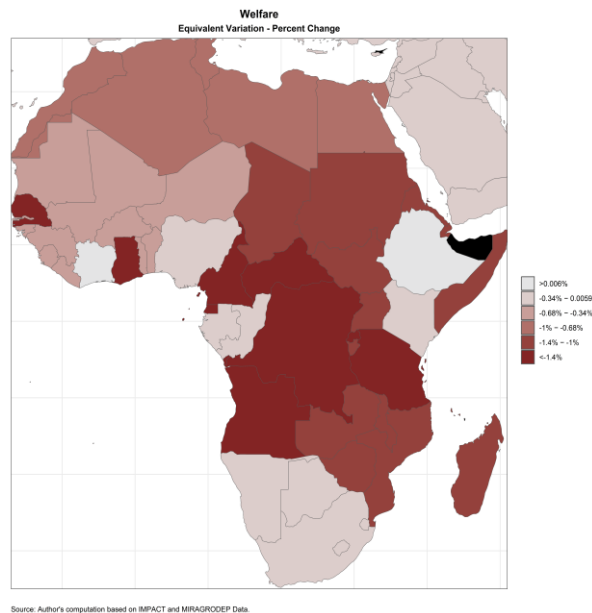 Welfare
Equivalent Variation - Percent Change
>0.006%
-0.34% ~ 0.0059
-0.68% ~ -0.34%
-1% ~ -0.68%
-1.4% ~ -1%
<-1.4%
Source: Author's computation based on IMPACT and MIRAGRODEP Data.